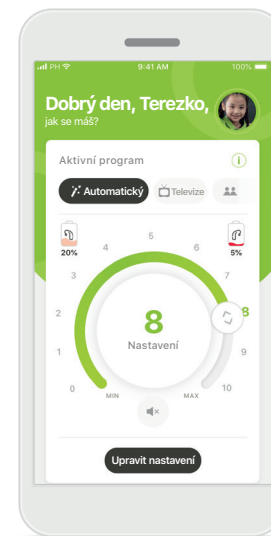 PH 9:41 AM 100%
Dobrý den, Terezko,
jak se máš?
Aktivní program i
Automatický Televize
20% 5%
5
4 6
3 7
2 8 8
1 Nastavení 9
0 10
MIN MAX
Upravit nastavení